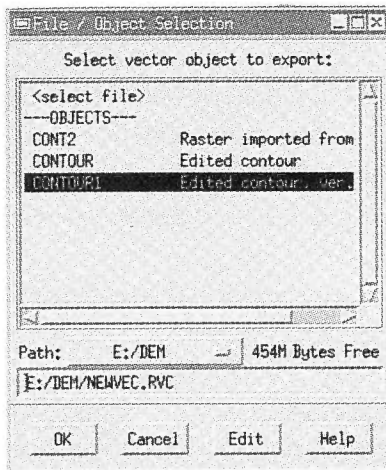 File / Object Selection
Select vector object to export:
<select file>
---OBJECTS---
CONT2 Raster imported from
CONTOUR Edited contour
CONTOUR1 Edited contour. Ver.
Path: E:/DEM 454M Bytes Free
E:/DEM/NEWVEC.RVC
OK Cancel Edit Help